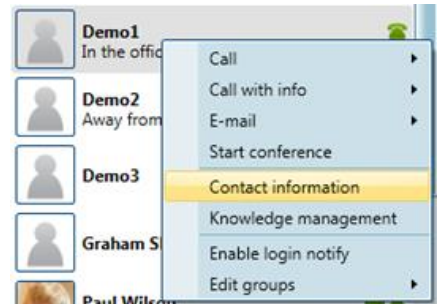 Demo1
In the offic
Call
Call with info
Demo2
Away from
E-mail
Start conference
Demo3
Contact information
Knowledge management
Graham S
Enable login notify
Edit groups
Paul Wilson